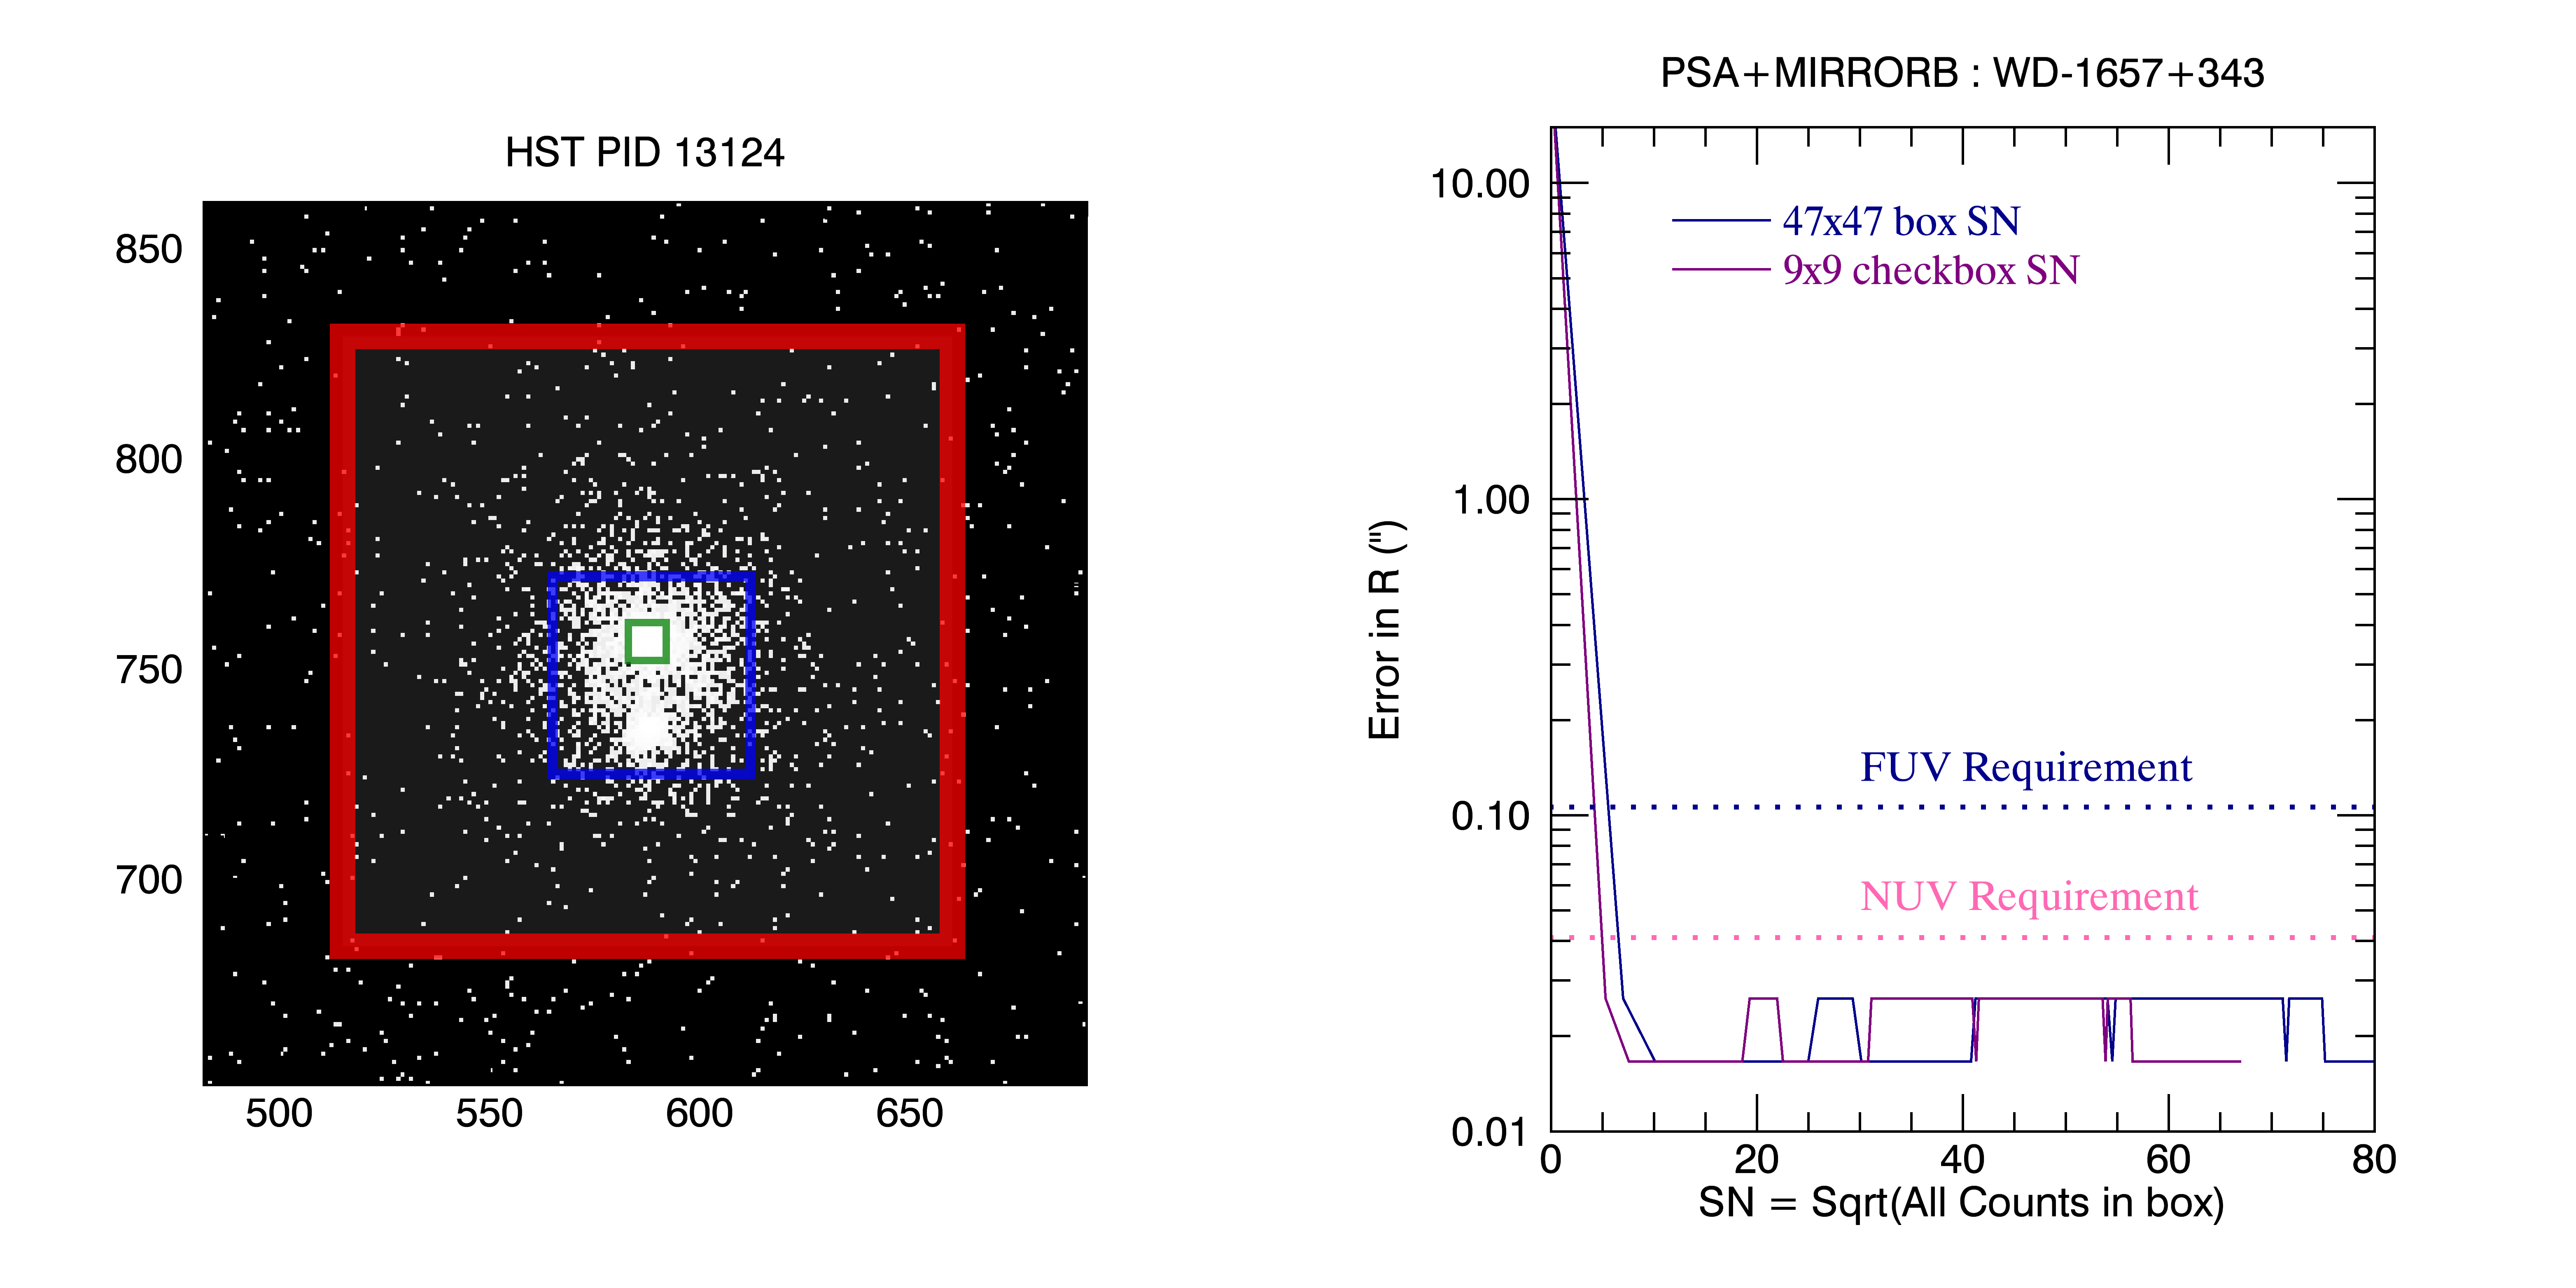 HST PID 13124
850
800
750
700
500 550 600 650
PSA+MIRRORB : WD-1657+343
10.00
1.00
0.10
0.01
Error in R (")
47x47 box SN
9x9 checkbox SN
FUV Requirement
NUV Requirement
0 20 40 60 80
SN = Sqrt(All Counts in box)